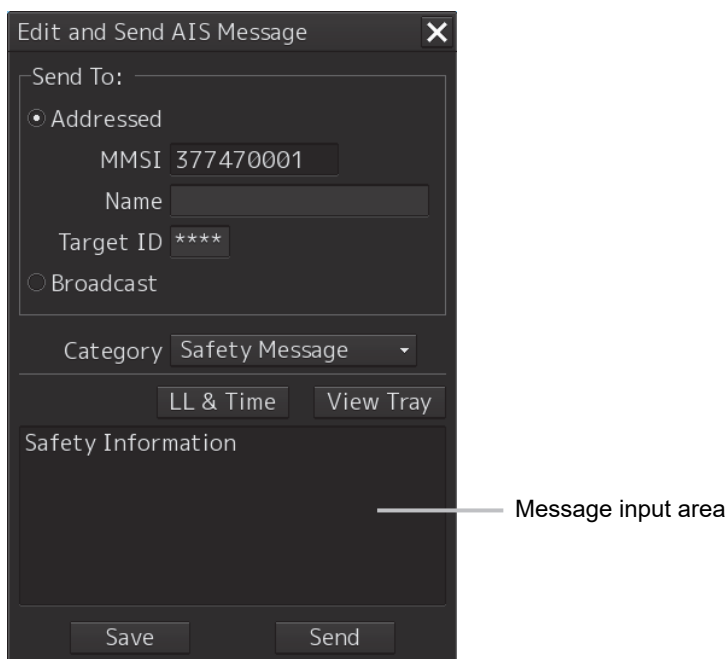 Edit and Send AIS Message
Send To:
Addressed
MMSI 377470001
Name
Target ID ****
Broadcast
Category Safety Message
LL & Time View Tray
Safety Information
Message input area
Save Send